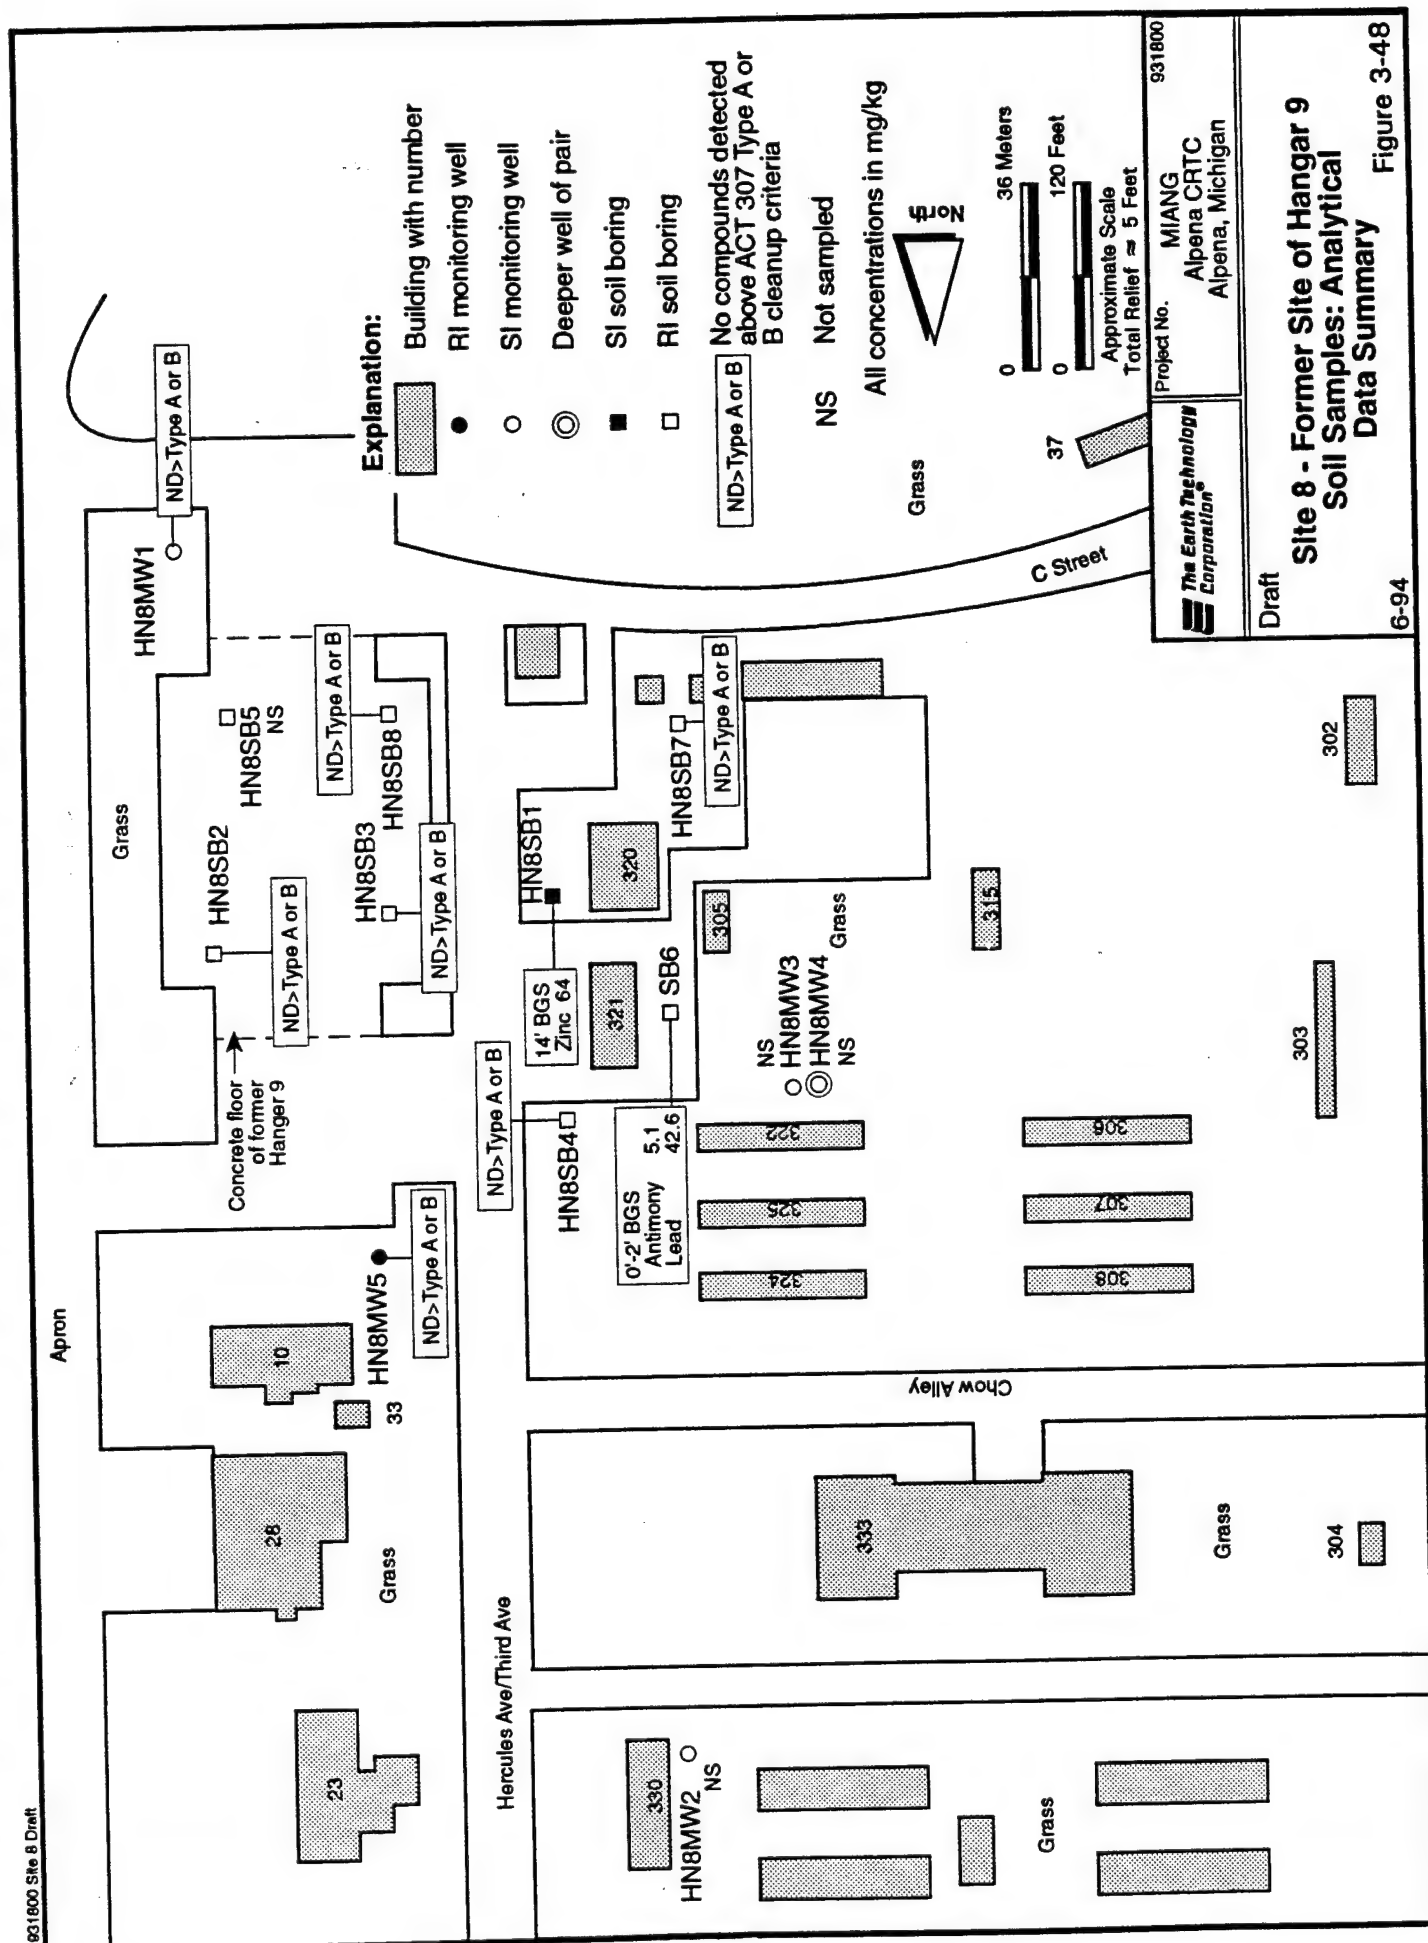 931800 Site 8 Draft
Apron
Grass
HN8MW1
ND>Type A or B
HN8SB2
ND>Type A or B
HN8SB5
NS
ND>Type A or B
HN8SB3
HN8SB8
ND>Type A or B
Concrete floor
of former
Hanger 9
10
HN8MW5
ND>Type A or B
33
28
Grass
23
Hercules Ave/Third Ave
ND>Type A or B
HN8SB4
14' BGS
Zinc 64
HN8SB1
321
320
SB6
0'-2' BGS
Antimony 5.1
Lead 42.6
HN8SB7
ND>Type A or B
305
NS
HN8MW3
HN8MW4
NS
Grass
315
322
325
324
306
307
308
303
302
Chow Alley
333
Grass
304
330
HN8MW2
NS
Grass
C Street
Grass
37
Explanation:
Building with number
RI monitoring well
SI monitoring well
Deeper well of pair
SI soil boring
RI soil boring
ND>Type A or B
No compounds detected
above ACT 307 Type A or
B cleanup criteria
NS Not sampled
All concentrations in mg/kg
North
0 36 Meters
0 120 Feet
Approximate Scale
Total Relief ≈ 5 Feet
The Earth Technology
Corporation®
Project No. 931800
MIANG
Alpena CRTC
Alpena, Michigan
Draft
Site 8 - Former Site of Hangar 9
Soil Samples: Analytical
Data Summary
6-94 Figure 3-48